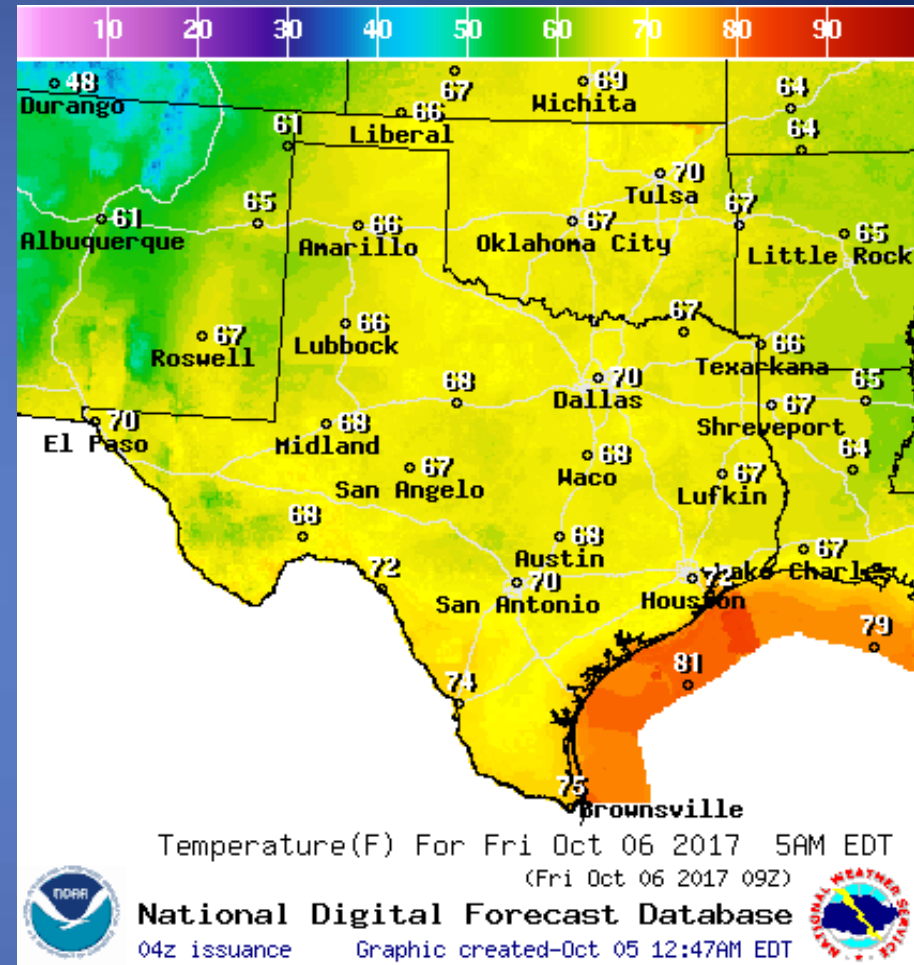 10 20 30 40 50 60 70 80 90
48
Durango
67
69
Wichita
64
66
Liberal
61
64
70
Tulsa
61
Albuquerque
65
66
Amarillo
67
Oklahoma City
67
65
Little Rock
67
Roswell
66
Lubbock
67
66
Texarkana
70
Dallas
68
65
67
Shreveport
70
El Paso
68
Midland
67
San Angelo
68
Waco
67
Lufkin
64
68
68
Austin
67
Lake Charles
72
70
San Antonio
72
Houston
79
81
74
75
Brownsville
Temperature(F) For Fri Oct 06 2017 5AM EDT
(Fri Oct 06 2017 09Z)
NOAA
National Digital Forecast Database
04z issuance Graphic created-Oct 05 12:47AM EDT
NATIONAL WEATHER SERVICE